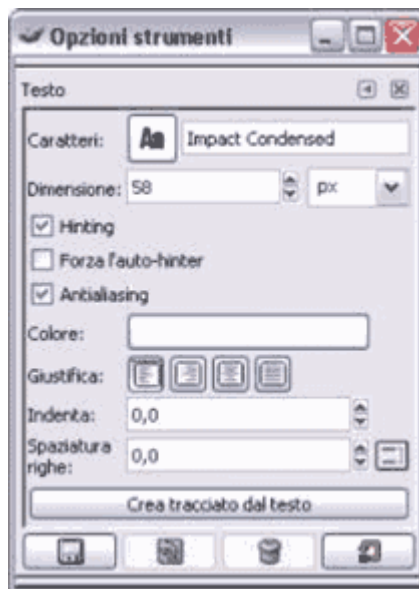 Opzioni strumenti
Testo
Caratteri: Aa Impact Condensed
Dimensione: 58 px
Hinting
Forza l'auto-hinter
Antialiasing
Colore:
Giustifica:
Indenta: 0,0
Spaziatura
righe: 0,0
Crea tracciato dal testo